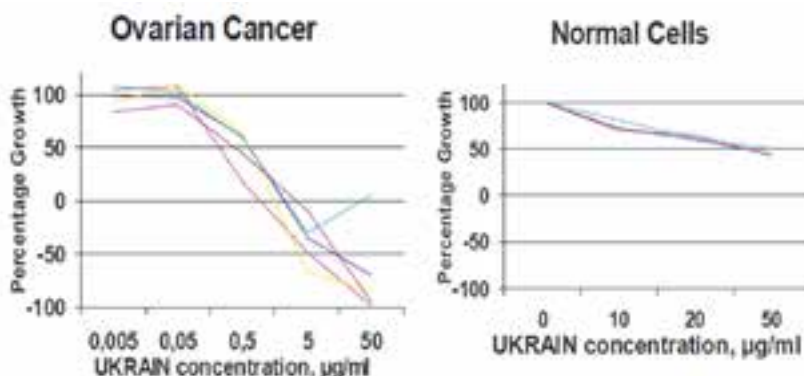 Ovarian Cancer
Percentage Growth
100
50
0
-50
-100
0,005 0,05 0,5 5 50
UKRAIN concentration, µg/ml
Normal Cells
Percentage Growth
100
50
0
-50
-100
0 10 20 50
UKRAIN concentration, µg/ml